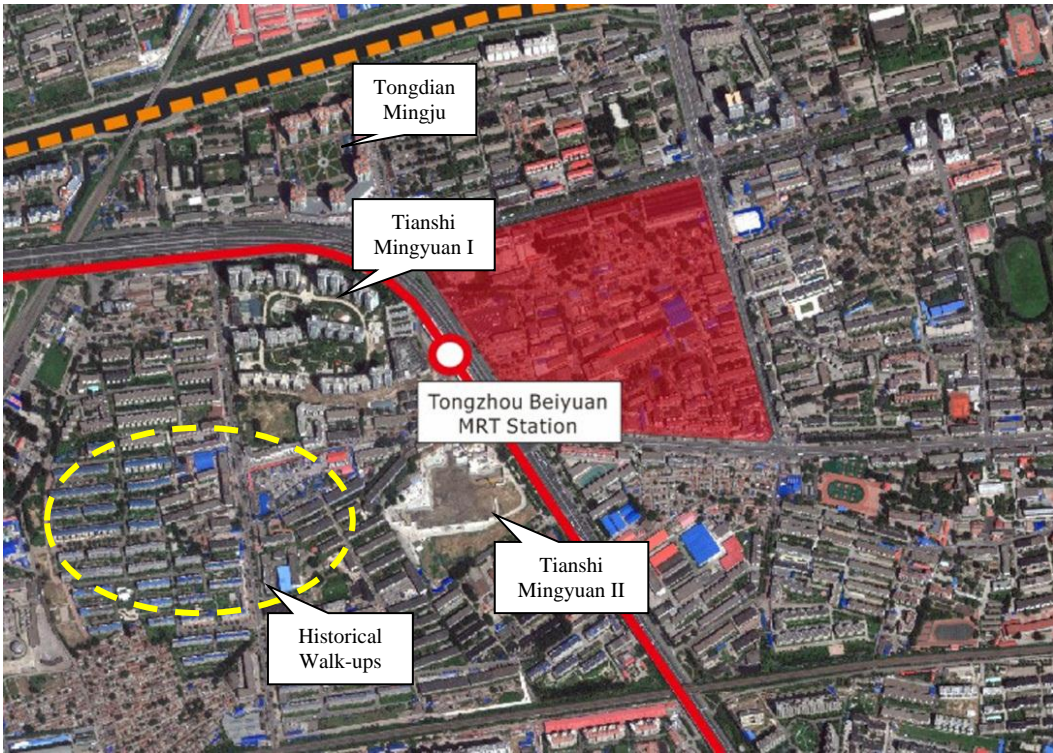 Tongdian
Mingju
Tianshi
Mingyuan I
Tongzhou Beiyuan
MRT Station
Tianshi
Mingyuan II
Historical
Walk-ups